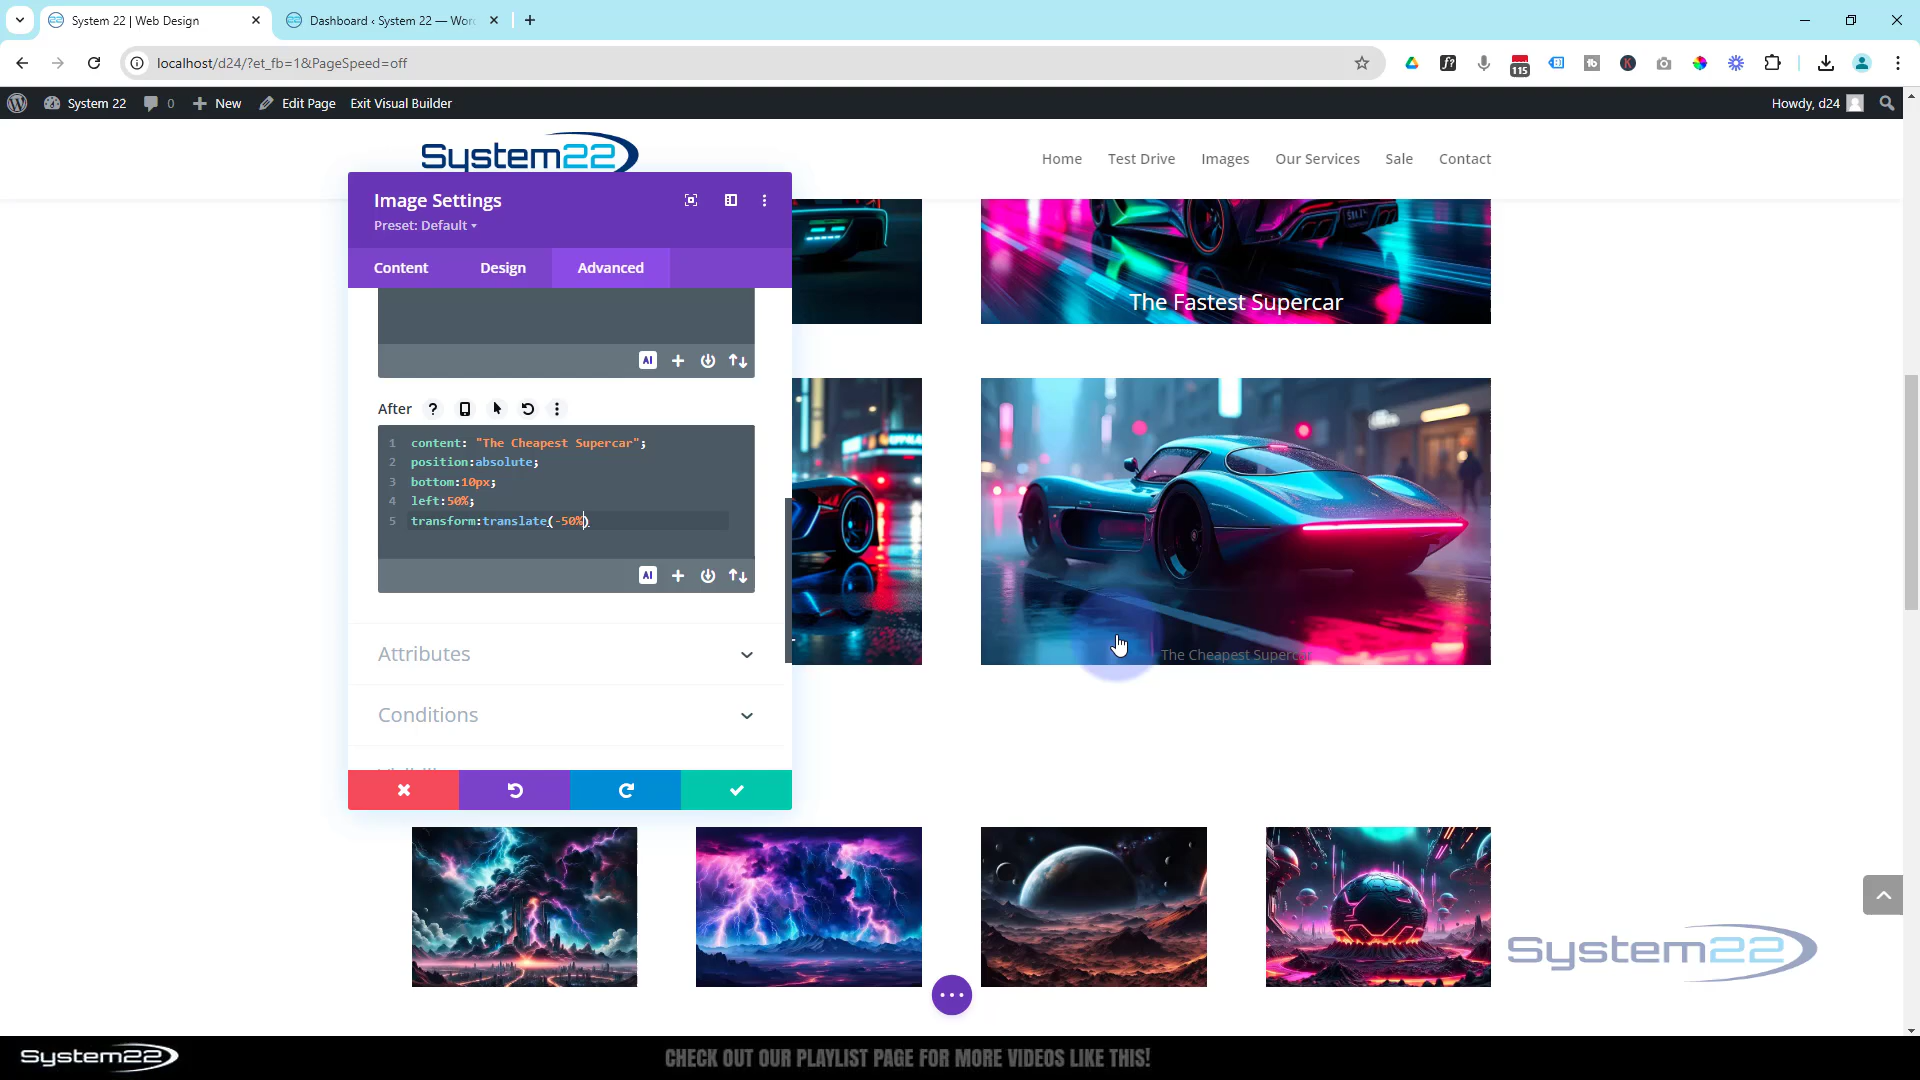 System 22 | Web Design
Dashboard ‹ System 22 — Wor
localhost/d24/?et_fb=1&PageSpeed=off
115
System 22
0
New
Edit Page
Exit Visual Builder
Howdy, d24
System22
Home
Test Drive
Images
Our Services
Sale
Contact
Image Settings
Preset: Default
Content
Design
Advanced
The Fastest Supercar
AI
After
1 content: "The Cheapest Supercar";
2 position:absolute;
3 bottom:10px;
4 left:50%;
5 transform:translate(-50%)
AI
The Cheapest Supercar
Attributes
Conditions
System22
System22
CHECK OUT OUR PLAYLIST PAGE FOR MORE VIDEOS LIKE THIS!